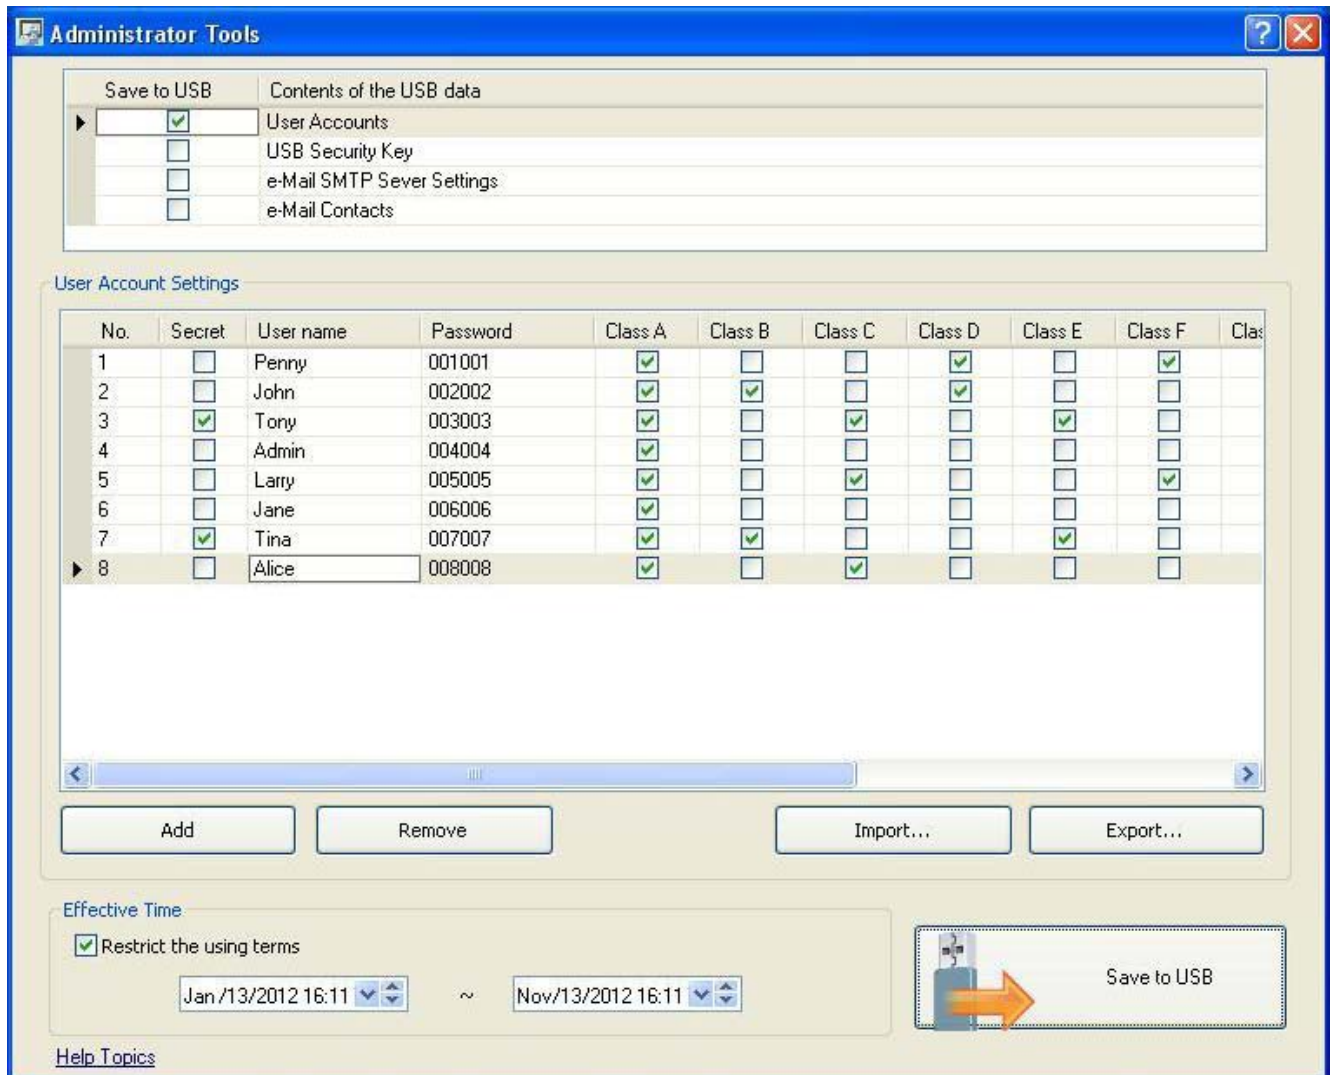 Administrator Tools
Save to USB Contents of the USB data
User Accounts
USB Security Key
e-Mail SMTP Sever Settings
e-Mail Contacts
User Account Settings
No. Secret User name Password Class A Class B Class C Class D Class E Class F Clas
1 Penny 001001
2 John 002002
3 Tony 003003
4 Admin 004004
5 Larry 005005
6 Jane 006006
7 Tina 007007
8 Alice 008008
Add Remove Import... Export...
Effective Time
Restrict the using terms
Jan /13/2012 16:11 ~ Nov/13/2012 16:11
Save to USB
Help Topics